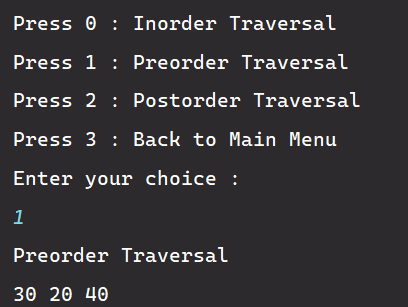 Press 0 : Inorder Traversal
Press 1 : Preorder Traversal
Press 2 : Postorder Traversal
Press 3 : Back to Main Menu
Enter your choice :
1
Preorder Traversal
30 20 40